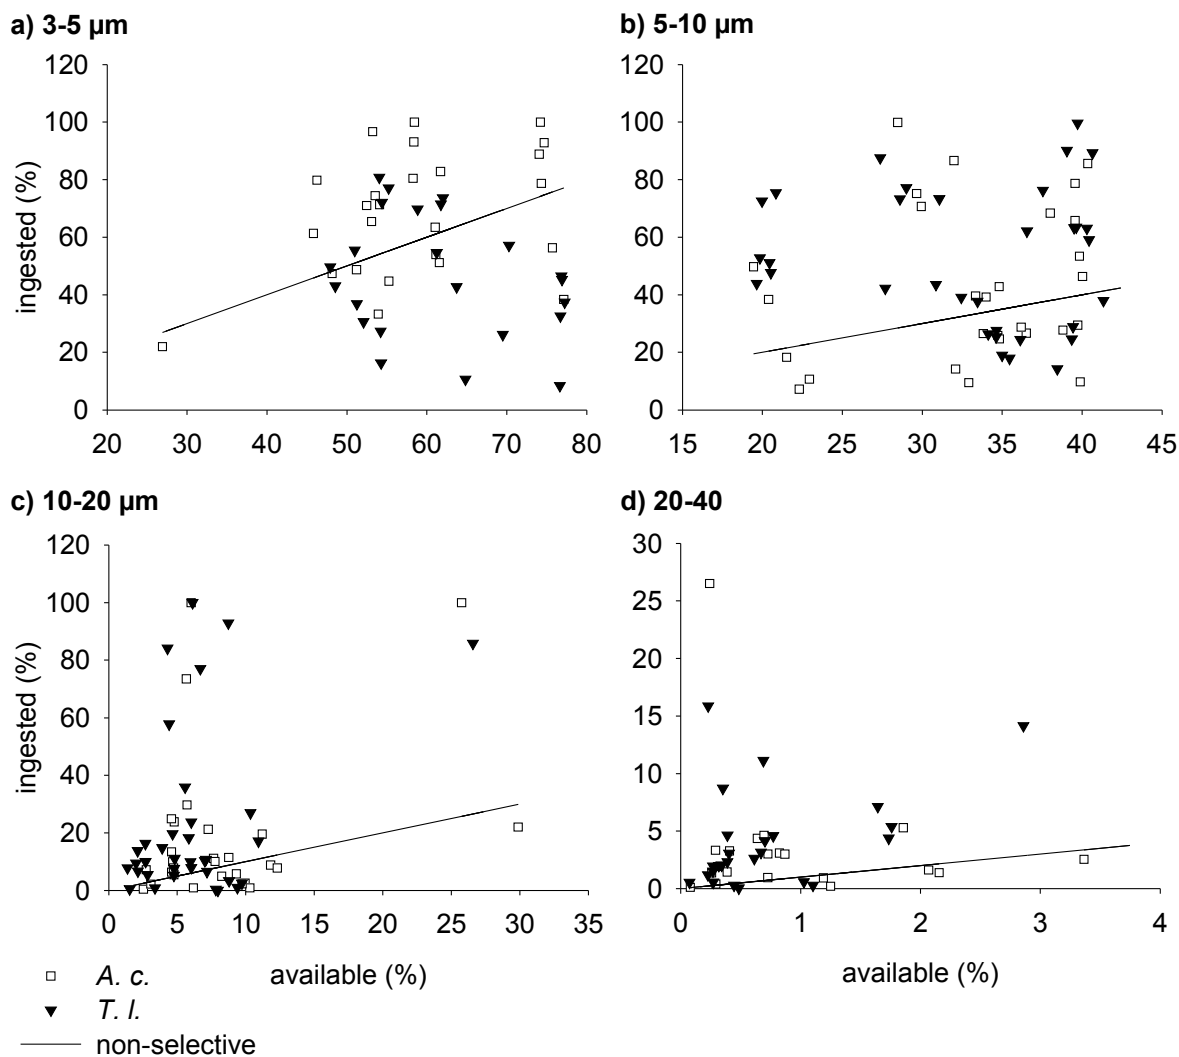 a) 3-5 µm
b) 5-10 µm
120
100
80
60
40
20
0
ingested (%)
20 30 40 50 60 70 80
120
100
80
60
40
20
0
15 20 25 30 35 40 45
c) 10-20 µm
d) 20-40
120
100
80
60
40
20
0
ingested (%)
0 5 10 15 20 25 30 35
available (%)
30
25
20
15
10
5
0
0 1 2 3 4
available (%)
A. c.
T. l.
non-selective